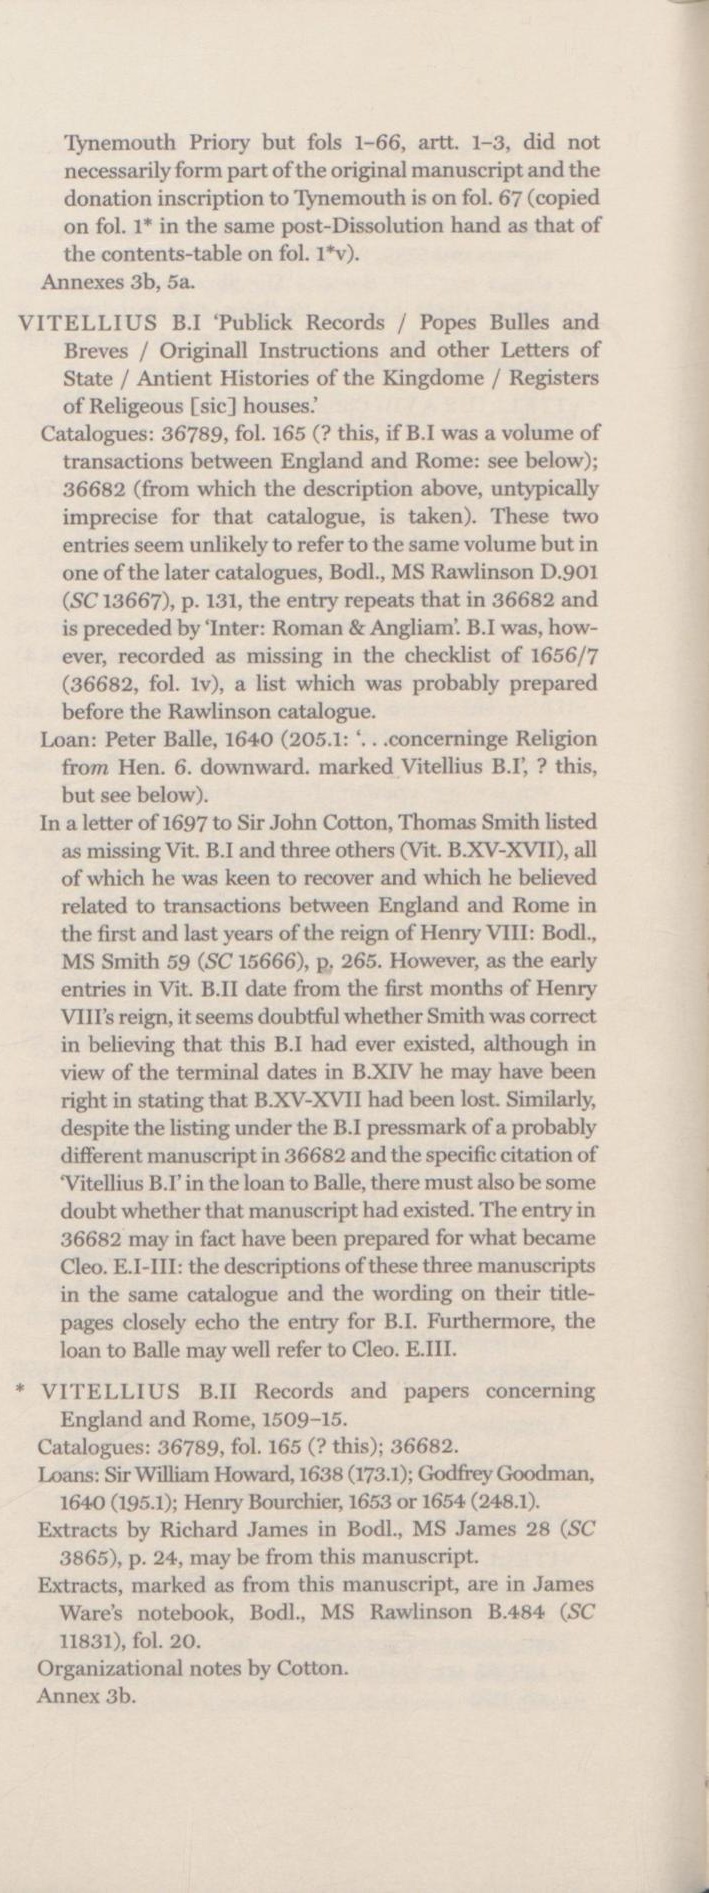 Tynemouth Priory but fols 1–66, artt. 1–3, did not
necessarily form part of the original manuscript and the
donation inscription to Tynemouth is on fol. 67 (copied
on fol. 1* in the same post-Dissolution hand as that of
the contents-table on fol. 1*v).
Annexes 3b, 5a.
VITELLIUS B.I ‘Publick Records / Popes Bulles and
Breves / Originall Instructions and other Letters of
State / Antient Histories of the Kingdome / Registers
of Religeous [sic] houses.’
Catalogues: 36789, fol. 165 (? this, if B.I was a volume of
transactions between England and Rome: see below);
36682 (from which the description above, untypically
imprecise for that catalogue, is taken). These two
entries seem unlikely to refer to the same volume but in
one of the later catalogues, Bodl., MS Rawlinson D.901
(SC 13667), p. 131, the entry repeats that in 36682 and
is preceded by ‘Inter: Roman & Angliam’. B.I was, how-
ever, recorded as missing in the checklist of 1656/7
(36682, fol. 1v), a list which was probably prepared
before the Rawlinson catalogue.
Loan: Peter Balle, 1640 (205.1: ‘. . .concerninge Religion
from Hen. 6. downward. marked Vitellius B.I’, ? this,
but see below).
In a letter of 1697 to Sir John Cotton, Thomas Smith listed
as missing Vit. B.I and three others (Vit. B.XV-XVII), all
of which he was keen to recover and which he believed
related to transactions between England and Rome in
the first and last years of the reign of Henry VIII: Bodl.,
MS Smith 59 (SC 15666), p. 265. However, as the early
entries in Vit. B.II date from the first months of Henry
VIII’s reign, it seems doubtful whether Smith was correct
in believing that this B.I had ever existed, although in
view of the terminal dates in B.XIV he may have been
right in stating that B.XV-XVII had been lost. Similarly,
despite the listing under the B.I pressmark of a probably
different manuscript in 36682 and the specific citation of
‘Vitellius B.I’ in the loan to Balle, there must also be some
doubt whether that manuscript had existed. The entry in
36682 may in fact have been prepared for what became
Cleo. E.I-III: the descriptions of these three manuscripts
in the same catalogue and the wording on their title-
pages closely echo the entry for B.I. Furthermore, the
loan to Balle may well refer to Cleo. E.III.
* VITELLIUS B.II Records and papers concerning
England and Rome, 1509–15.
Catalogues: 36789, fol. 165 (? this); 36682.
Loans: Sir William Howard, 1638 (173.1); Godfrey Goodman,
1640 (195.1); Henry Bourchier, 1653 or 1654 (248.1).
Extracts by Richard James in Bodl., MS James 28 (SC
3865), p. 24, may be from this manuscript.
Extracts, marked as from this manuscript, are in James
Ware’s notebook, Bodl., MS Rawlinson B.484 (SC
11831), fol. 20.
Organizational notes by Cotton.
Annex 3b.